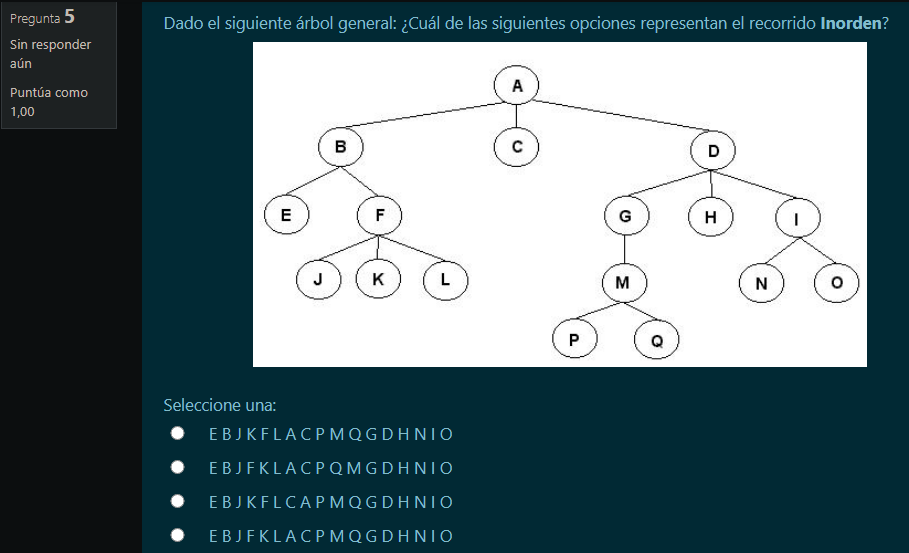 Pregunta 5
Sin responder
aún
Puntúa como
1,00
Dado el siguiente árbol general: ¿Cuál de las siguientes opciones representan el recorrido Inorden?
A
B C D
E F G H I
J K L M N O
P Q
Seleccione una:
E B J K F L A C P M Q G D H N I O
E B J F K L A C P Q M G D H N I O
E B J K F L C A P M Q G D H N I O
E B J F K L A C P M Q G D H N I O